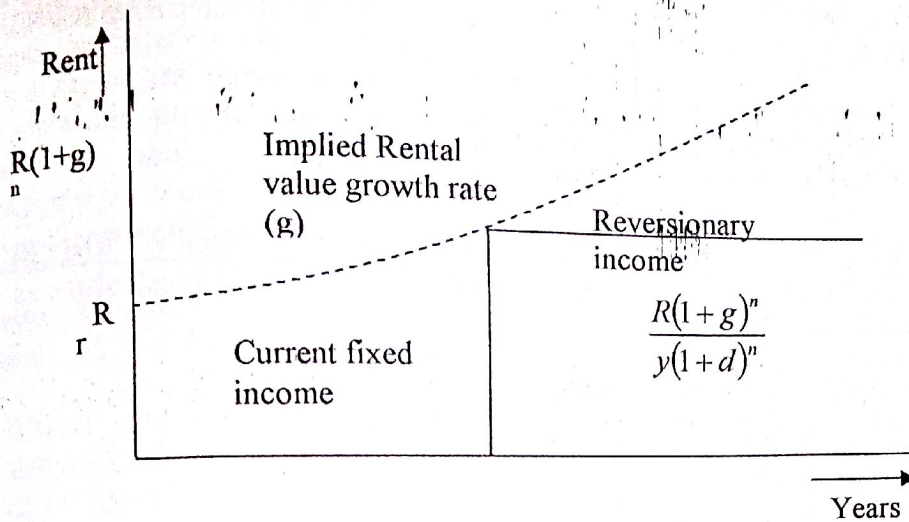 Rent
R(1+g)
n
Implied Rental
value growth rate
(g)
Reversionary
income
R(1+g)ⁿ
y(1+d)ⁿ
R
r
Current fixed
income
Years